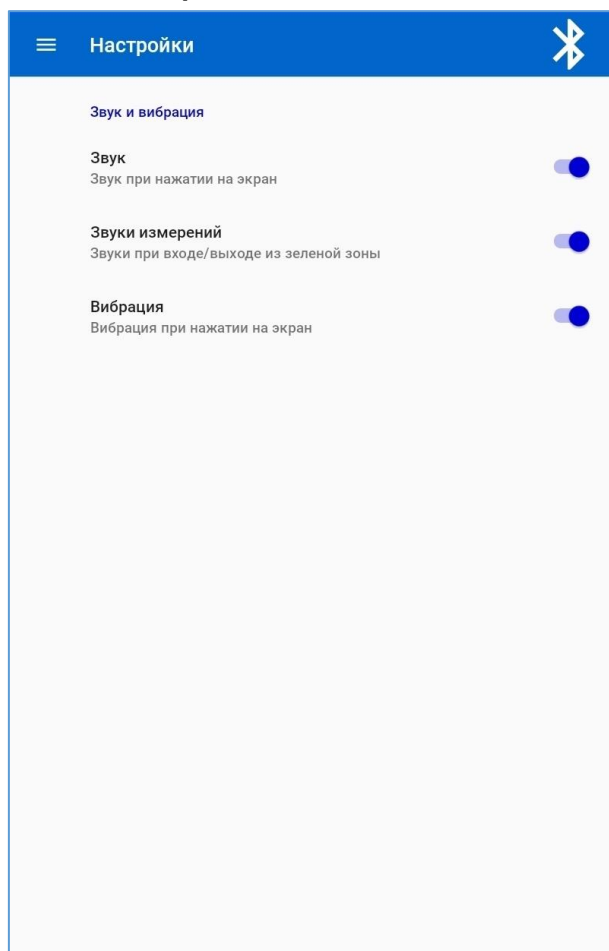 Настройки
Звук и вибрация
Звук
Звук при нажатии на экран
Звуки измерений
Звуки при входе/выходе из зеленой зоны
Вибрация
Вибрация при нажатии на экран